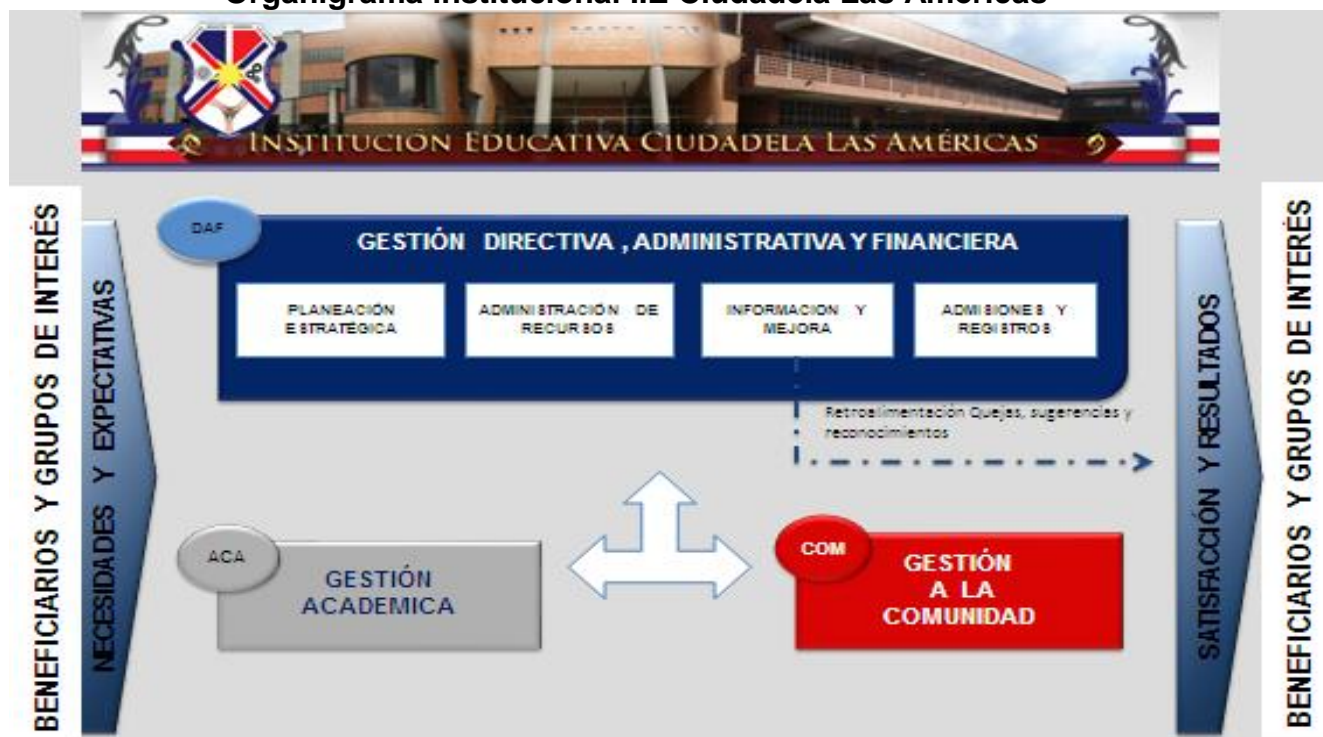 Organigrama Institucional I.E Ciudadela Las Américas
INSTITUCIÓN EDUCATIVA CIUDADELA LAS AMÉRICAS
BENEFICIARIOS Y GRUPOS DE INTERÉS
NECESIDADES Y EXPECTATIVAS
DAF
GESTIÓN DIRECTIVA , ADMINISTRATIVA Y FINANCIERA
PLANEACIÓN
ESTRATÉGICA
ADMINISTRACIÓN DE
RECURSOS
INFORMACION Y
MEJORA
ADMISIONES Y
REGISTROS
Retroalimentación Quejas, sugerencias y
reconocimientos
ACA
GESTIÓN
ACADEMICA
COM
GESTIÓN
A LA
COMUNIDAD
SATISFACCIÓN Y RESULTADOS
BENEFICIARIOS Y GRUPOS DE INTERÉS